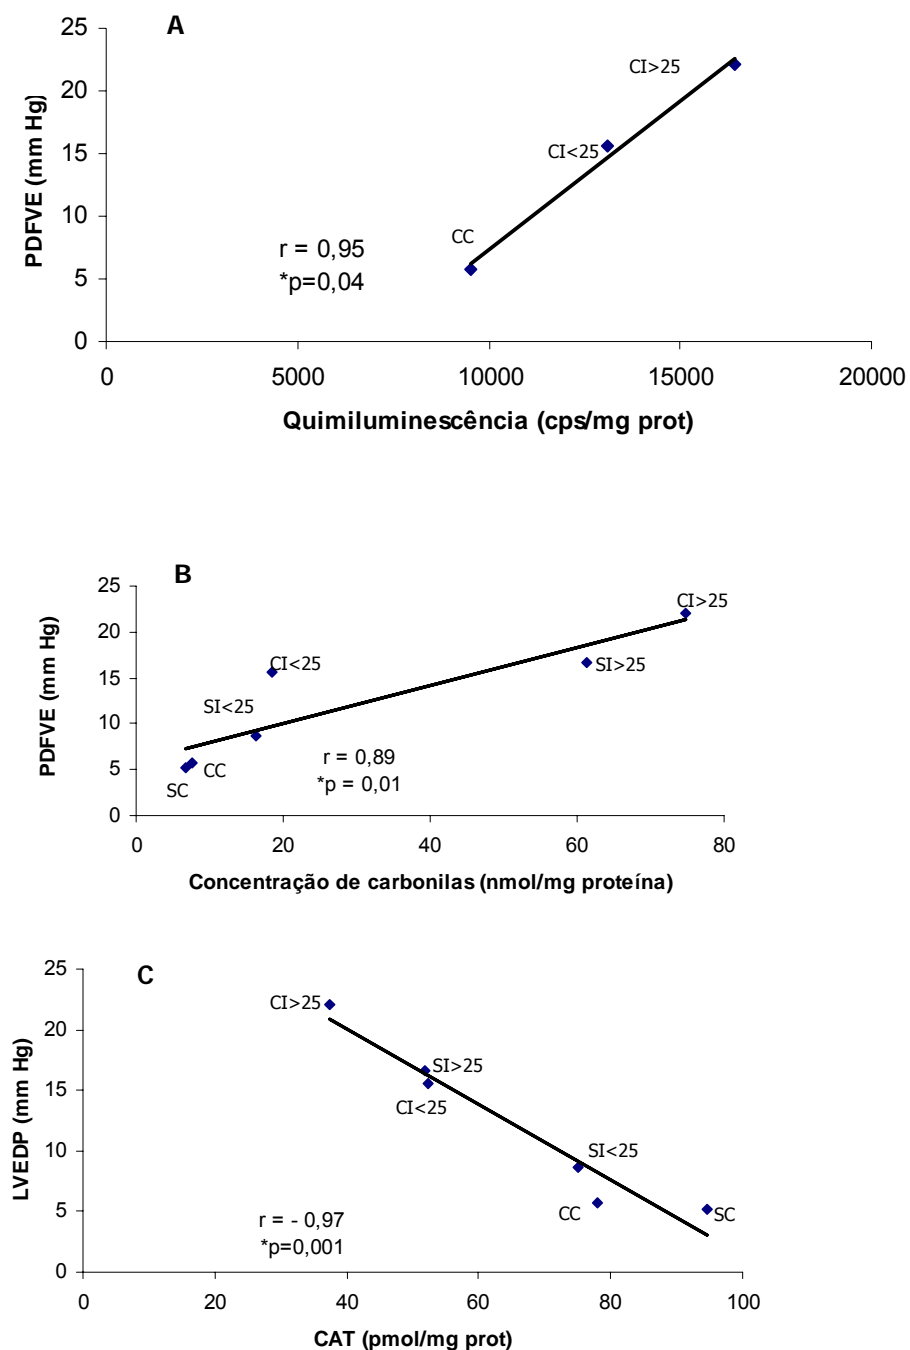 A
25
20
15
10
5
0
PDFVE (mm Hg)
CI>25
CI<25
CC
r = 0,95
*p=0,04
0 5000 10000 15000 20000
Quimiluminescência (cps/mg prot)
B
25
20
15
10
5
0
PDFVE (mm Hg)
CI>25
CI<25
SI>25
SI<25
CC
SC
r = 0,89
*p = 0,01
0 20 40 60 80
Concentração de carbonilas (nmol/mg proteína)
C
25
20
15
10
5
0
LVEDP (mm Hg)
CI>25
SI>25
CI<25
SI<25
CC
SC
r = - 0,97
*p=0,001
0 20 40 60 80 100
CAT (pmol/mg prot)